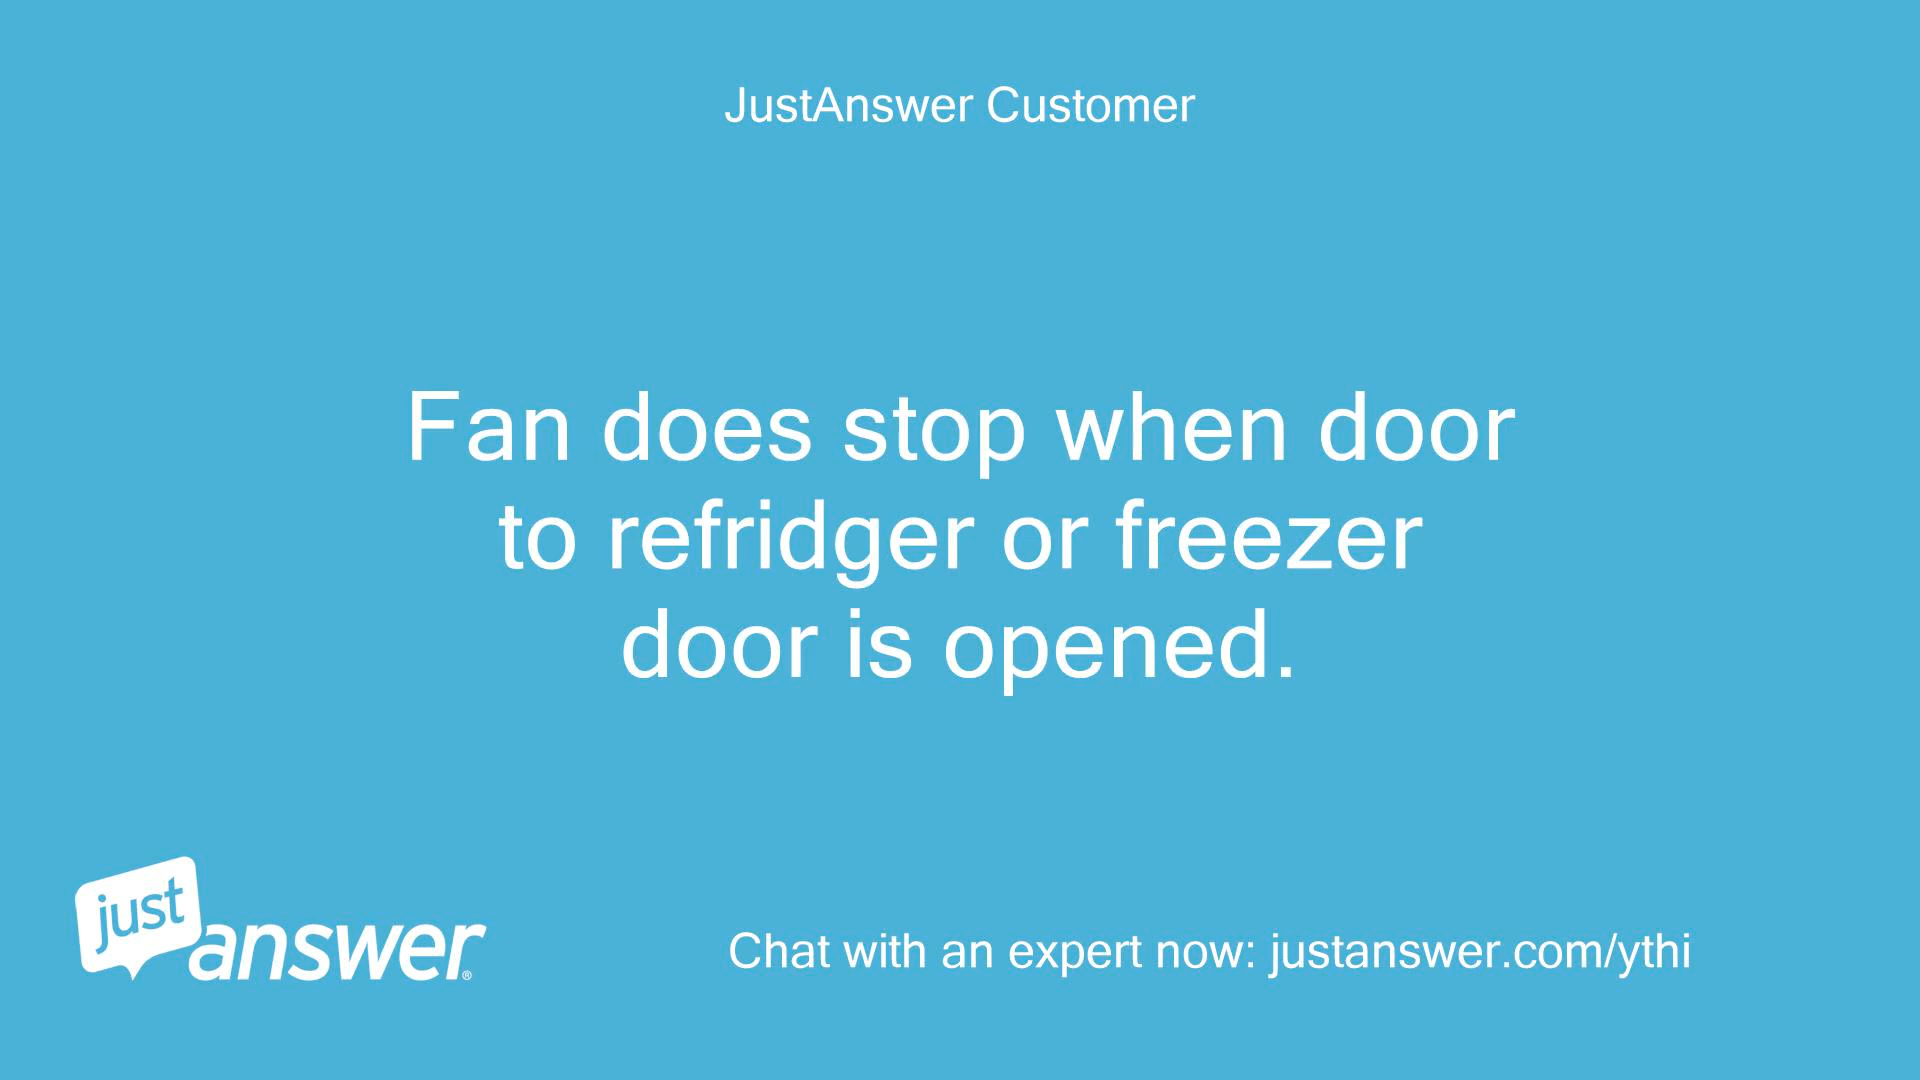 JustAnswer Customer
Fan does stop when door
to refridger or freezer
door is opened.
just
answer®
Chat with an expert now: justanswer.com/ythi